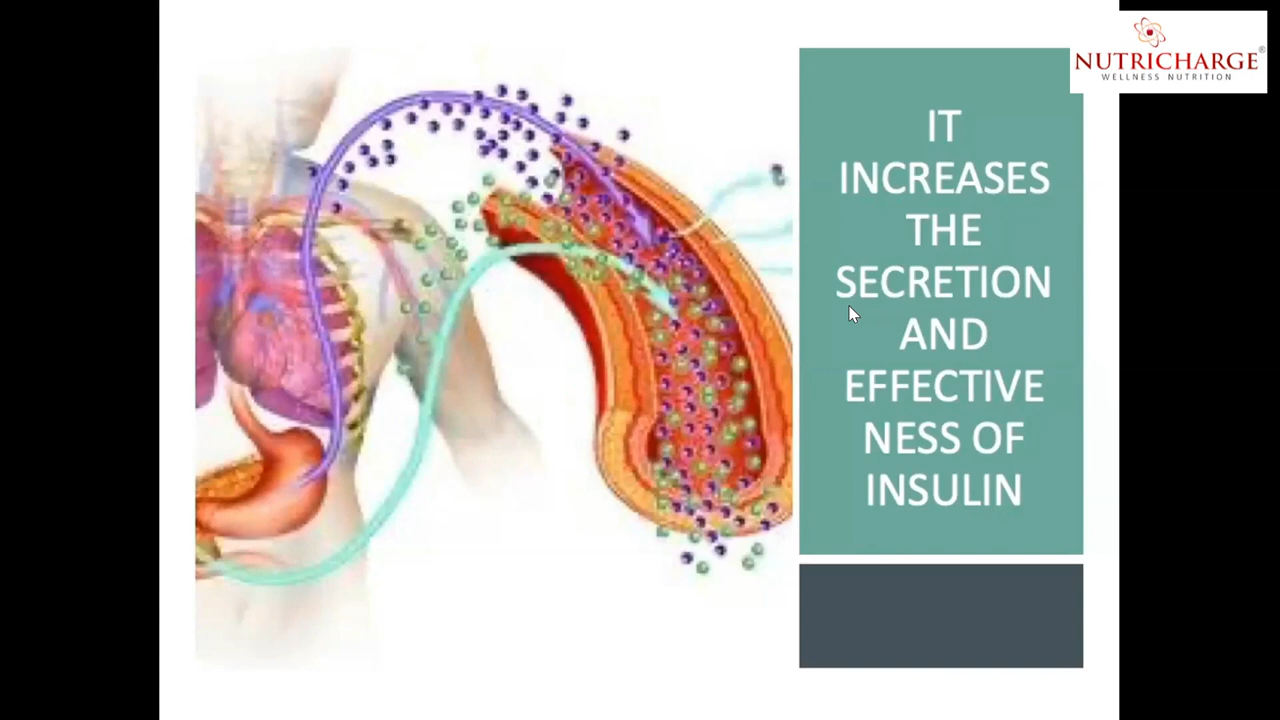 NUTRICHARGE®
WELLNESS NUTRITION
IT
INCREASES
THE
SECRETION
AND
EFFECTIVE
NESS OF
INSULIN